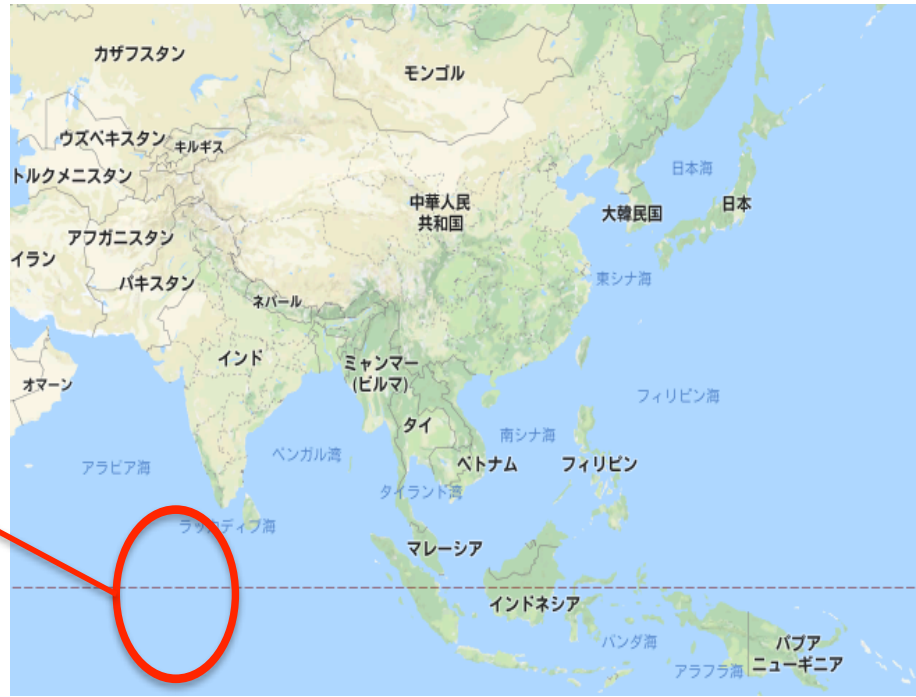 カザフスタン
モンゴル
ウズベキスタン
キルギス
日本海
トルクメニスタン
中華人民
共和国
大韓民国
日本
アフガニスタン
イラン
パキスタン
東シナ海
ネパール
インド
ミャンマー
(ビルマ)
オマーン
フィリピン海
タイ
南シナ海
ベンガル湾
アラビア海
ベトナム
フィリピン
タイランド湾
ラッカディブ海
マレーシア
インドネシア
バンダ海
パプア
ニューギニア
アラフラ海